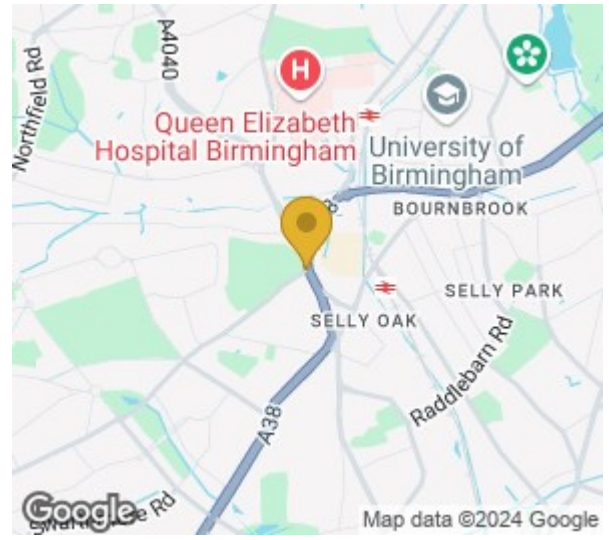 A4040
Northfield Rd
H
Queen Elizabeth
Hospital Birmingham
University of
Birmingham
BOURNBROOK
SELLY PARK
SELLY OAK
Raddlebarn Rd
A38
Rd
Google
Map data ©2024 Google